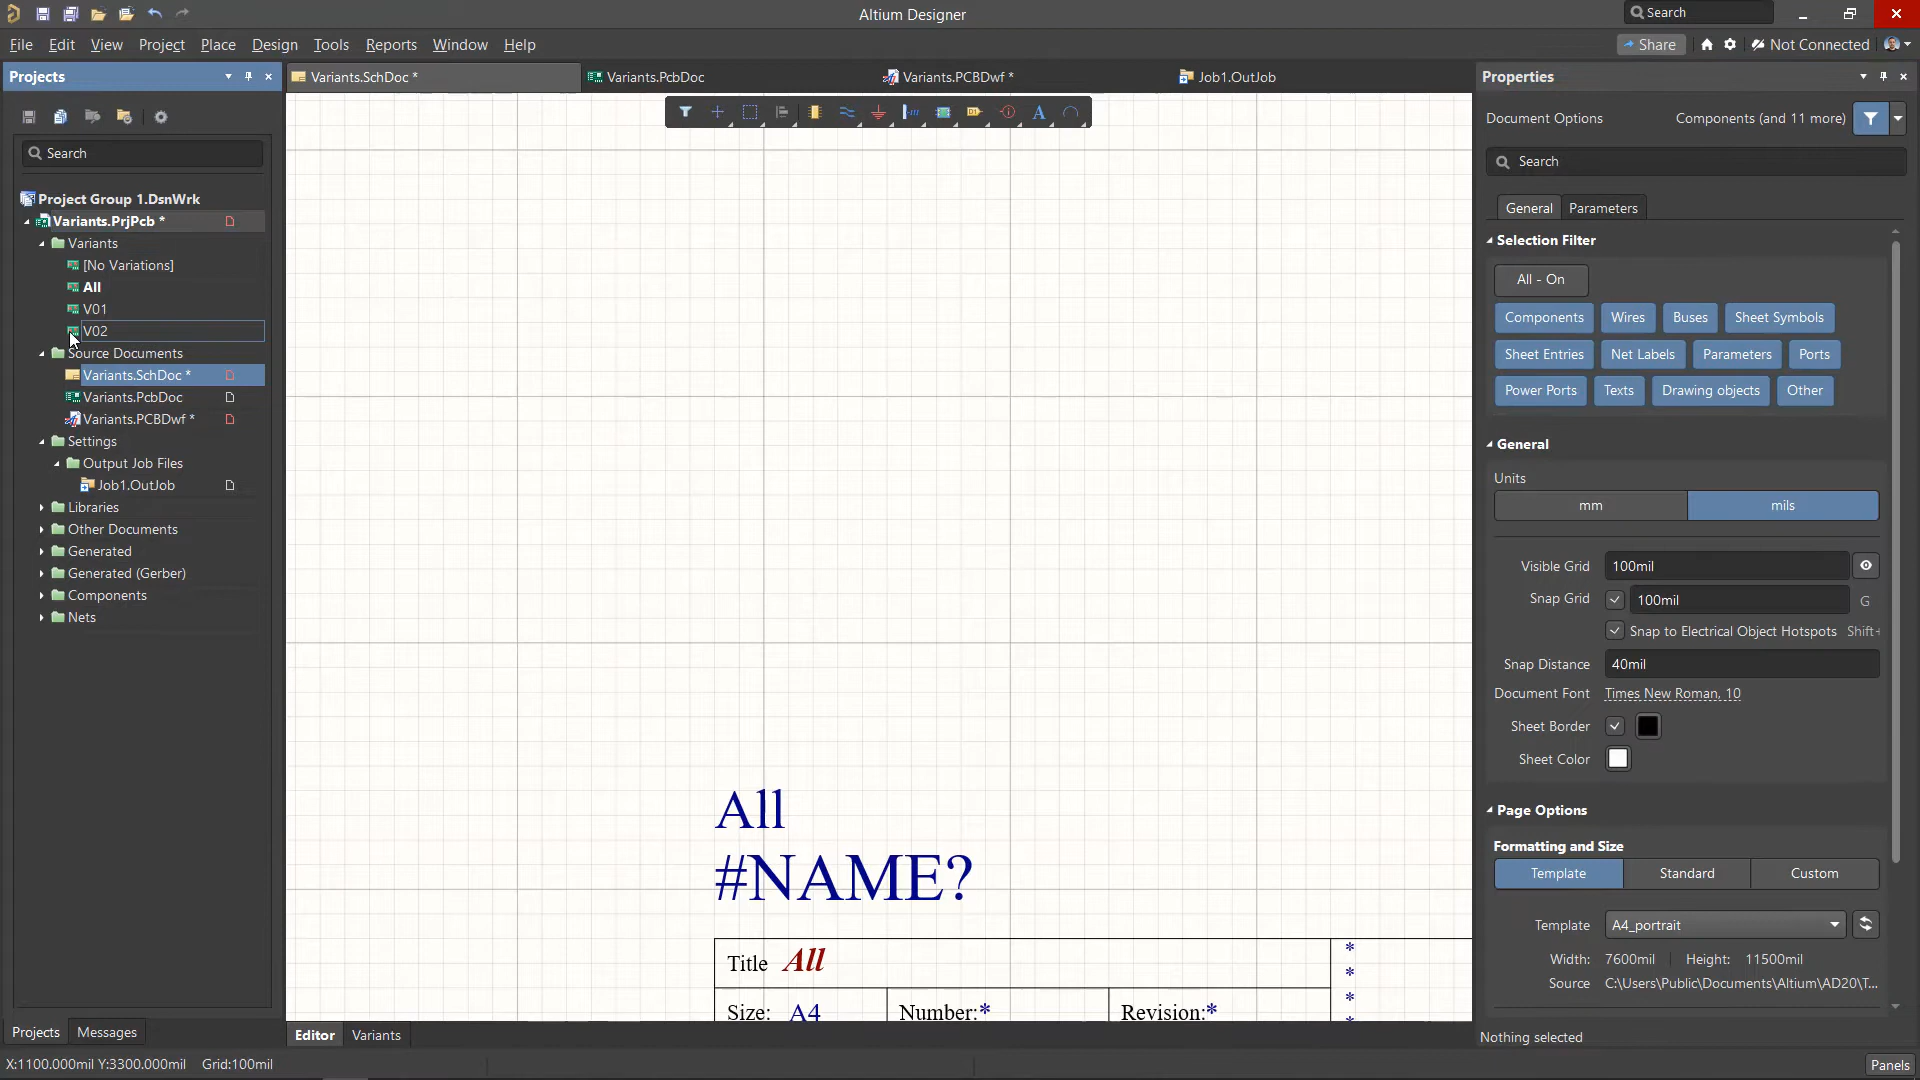 Altium Designer
Search
File Edit View Project Place Design Tools Reports Window Help
Share
Not Connected
Projects
Search
Project Group 1.DsnWrk
Variants.PrjPcb *
Variants
[No Variations]
All
V01
V02
Source Documents
Variants.SchDoc *
Variants.PcbDoc
Variants.PCBDwf *
Settings
Output Job Files
Job1.OutJob
Libraries
Other Documents
Generated
Generated (Gerber)
Components
Nets
Projects Messages
Variants.SchDoc *
Variants.PcbDoc
Variants.PCBDwf *
Job1.OutJob
All
#NAME?
Title All
Size: A4 Number:* Revision:*
*
*
*
*
Editor Variants
Properties
Document Options Components (and 11 more)
Search
General Parameters
Selection Filter
All - On
Components Wires Buses Sheet Symbols
Sheet Entries Net Labels Parameters Ports
Power Ports Texts Drawing objects Other
General
Units
mm mils
Visible Grid 100mil
Snap Grid 100mil G
Snap to Electrical Object Hotspots Shift+
Snap Distance 40mil
Document Font Times New Roman, 10
Sheet Border
Sheet Color
Page Options
Formatting and Size
Template Standard Custom
Template A4_portrait
Width: 7600mil Height: 11500mil
Source C:\Users\Public\Documents\Altium\AD20\T...
Nothing selected
X:1100.000mil Y:3300.000mil Grid:100mil
Panels